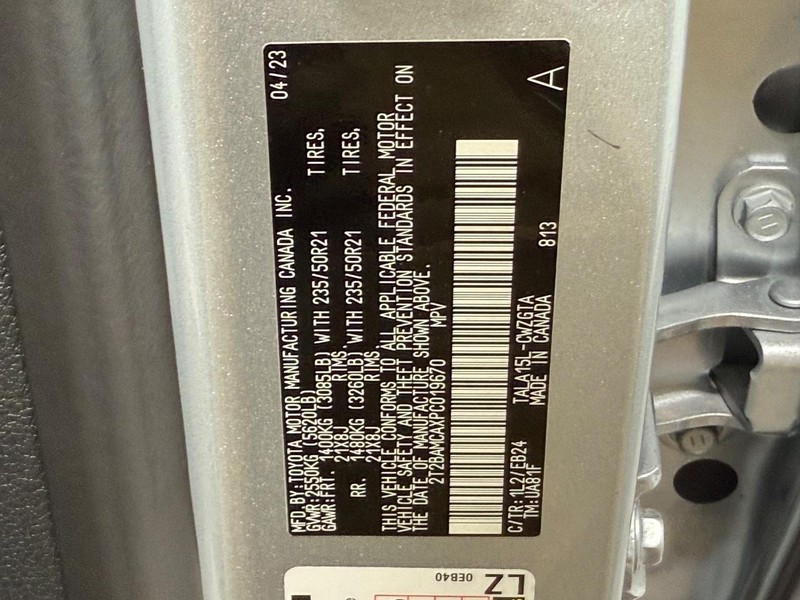 MFD.BY:TOYOTA MOTOR MANUFACTURING CANADA INC. 04/23
GVWR:2550KG (5620LB)
GAWR:FRT. 1400KG (3085LB) WITH 235/50R21 TIRES,
21X8J RIMS.
RR. 1480KG (3260LB) WITH 235/50R21 TIRES,
21X8J RIMS.
THIS VEHICLE CONFORMS TO ALL APPLICABLE FEDERAL MOTOR
VEHICLE SAFETY AND THEFT PREVENTION STANDARDS IN EFFECT ON
THE DATE OF MANUFACTURE SHOWN ABOVE.
2T2BAMCAXPC019670 MPV
C/TR:1L2/EB24 TALA15L-CWZGTA 813 A
TM:UA81F MADE IN CANADA
LZ
0EB40